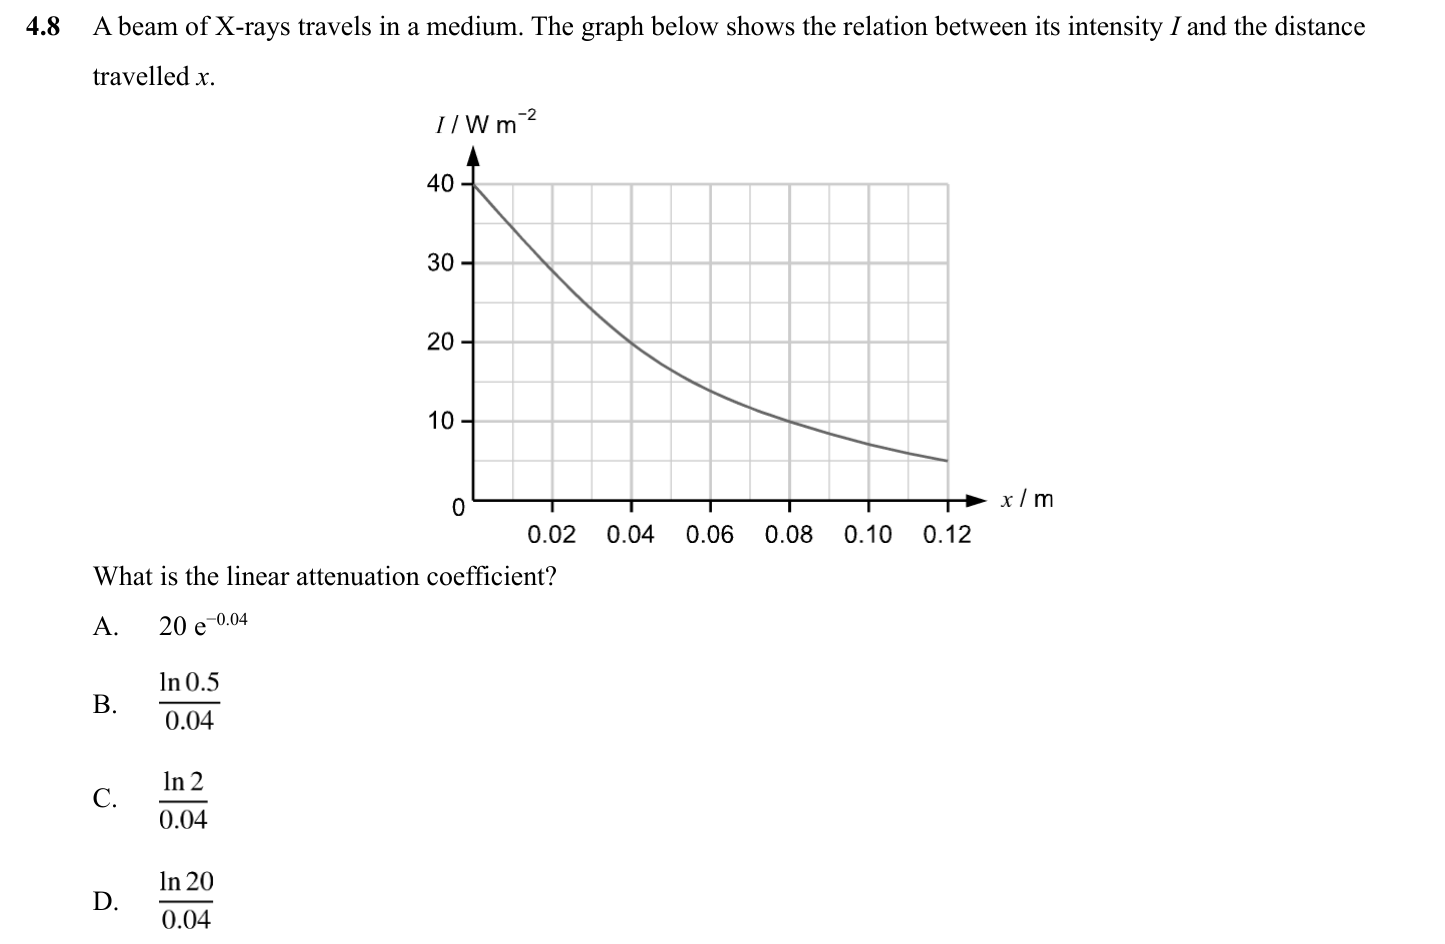 4.8 A beam of X-rays travels in a medium. The graph below shows the relation between its intensity I and the distance
travelled x.
I / W m⁻²
40
30
20
10
0
x / m
0.02 0.04 0.06 0.08 0.10 0.12
What is the linear attenuation coefficient?
A. 20 e⁻⁰·⁰⁴
B. ln 0.5
0.04
C. ln 2
0.04
D. ln 20
0.04